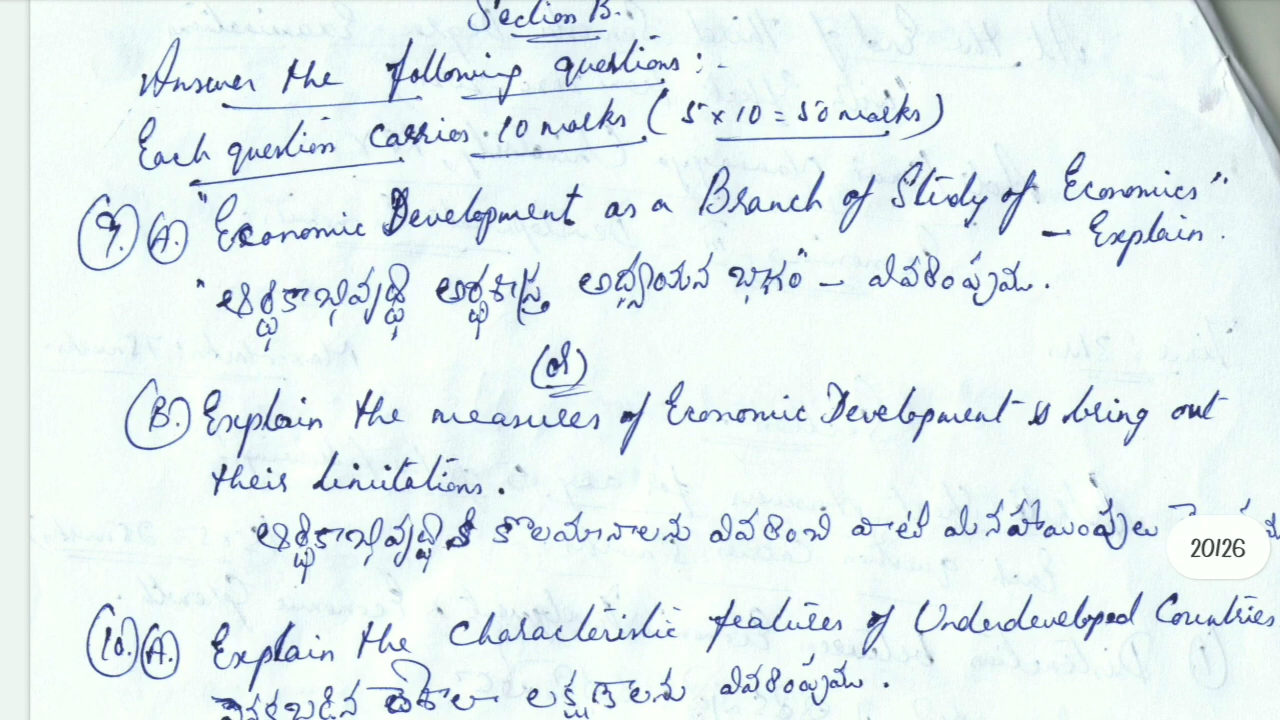 Section B.
Answer the following questions:-
Each question carries 10 marks (5 x 10 = 50 marks)
9. A. "Economic Development as a Branch of Study of Economics"
- Explain.
"ఆర్థికాభివృద్ధి అర్థశాస్త్ర అధ్యయన భాగం" - వివరింపుము.
(or)
B. Explain the measures of Economic Development & bring out
their limitations.
ఆర్థికాభివృద్ధికి కొలమానాలను వివరించి వాటి మినహాయింపులు
20/26
10. A. Explain the characteristic features of Underdeveloped Countries
వెనకబడిన దేశాలా లక్షణాలను వివరింపుము.